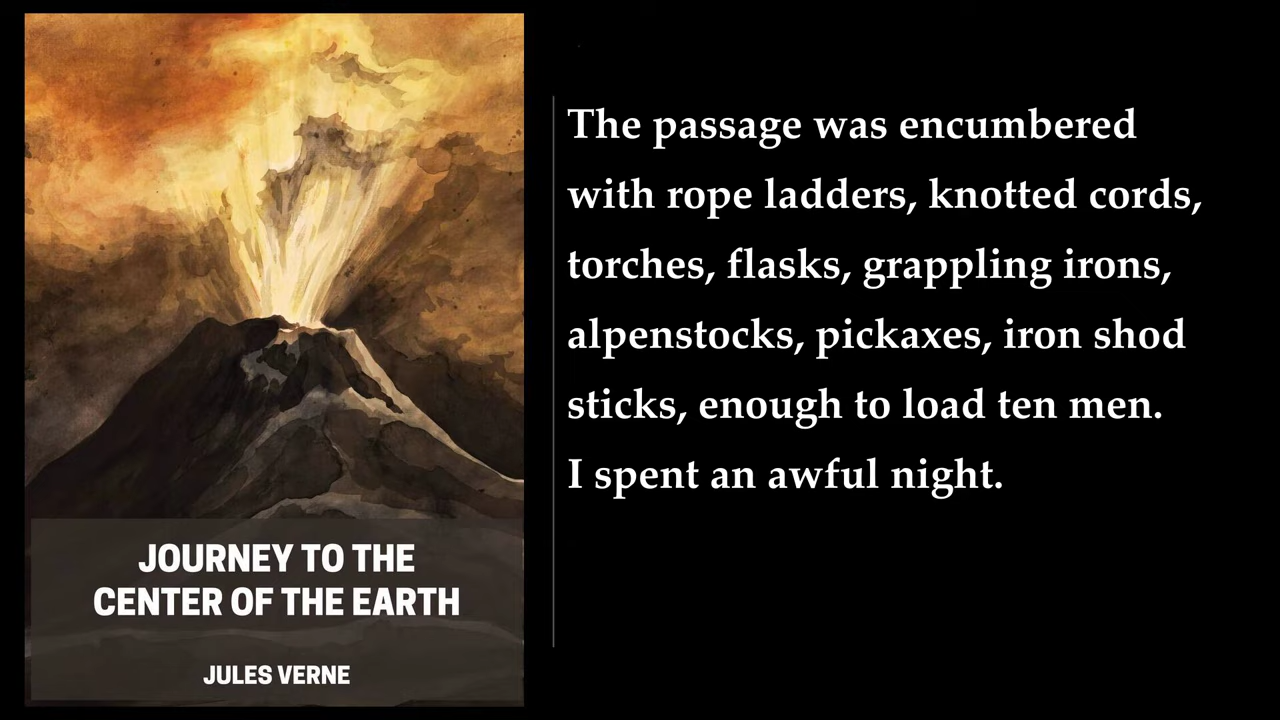 JOURNEY TO THE
CENTER OF THE EARTH
JULES VERNE
The passage was encumbered
with rope ladders, knotted cords,
torches, flasks, grappling irons,
alpenstocks, pickaxes, iron shod
sticks, enough to load ten men.
I spent an awful night.